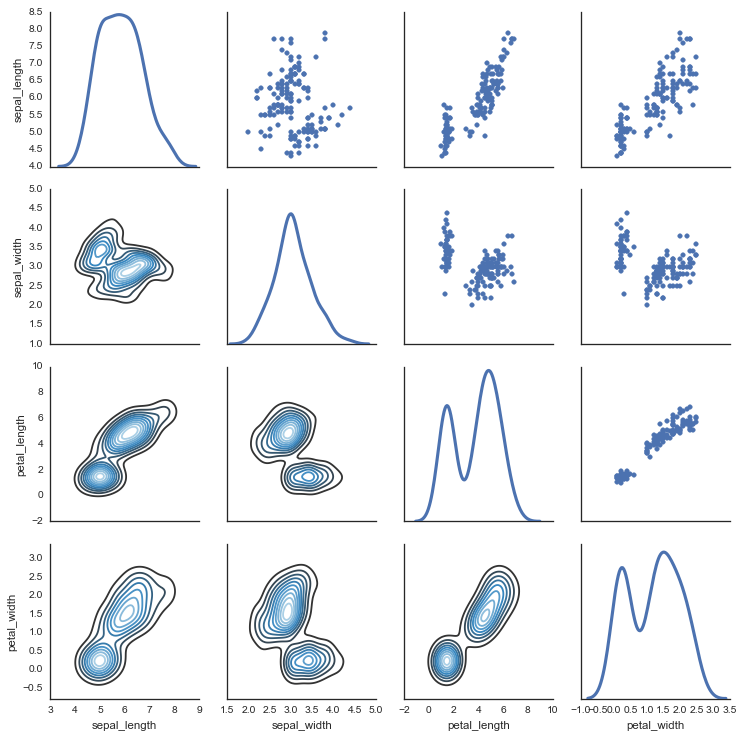 8.5
8.0
7.5
7.0
6.5
6.0
5.5
5.0
4.5
4.0
sepal_length
5.0
4.5
4.0
3.5
3.0
2.5
2.0
1.5
1.0
sepal_width
10
8
6
4
2
0
−2
petal_length
3.0
2.5
2.0
1.5
1.0
0.5
0.0
−0.5
petal_width
3 4 5 6 7 8 9
sepal_length
1.5 2.0 2.5 3.0 3.5 4.0 4.5 5.0
sepal_width
−2 0 2 4 6 8 10
petal_length
−1.0 −0.5 0.0 0.5 1.0 1.5 2.0 2.5 3.0 3.5
petal_width